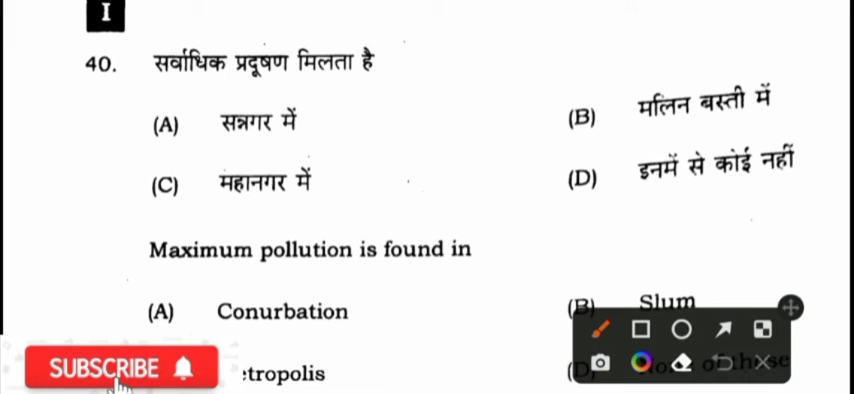 I
40. सर्वाधिक प्रदूषण मिलता है
(A) सन्नगर में (B) मलिन बस्ती में
(C) महानगर में (D) इनमें से कोई नहीं
Maximum pollution is found in
(A) Conurbation (B) Slum
SUBSCRIBE
:tropolis (D)